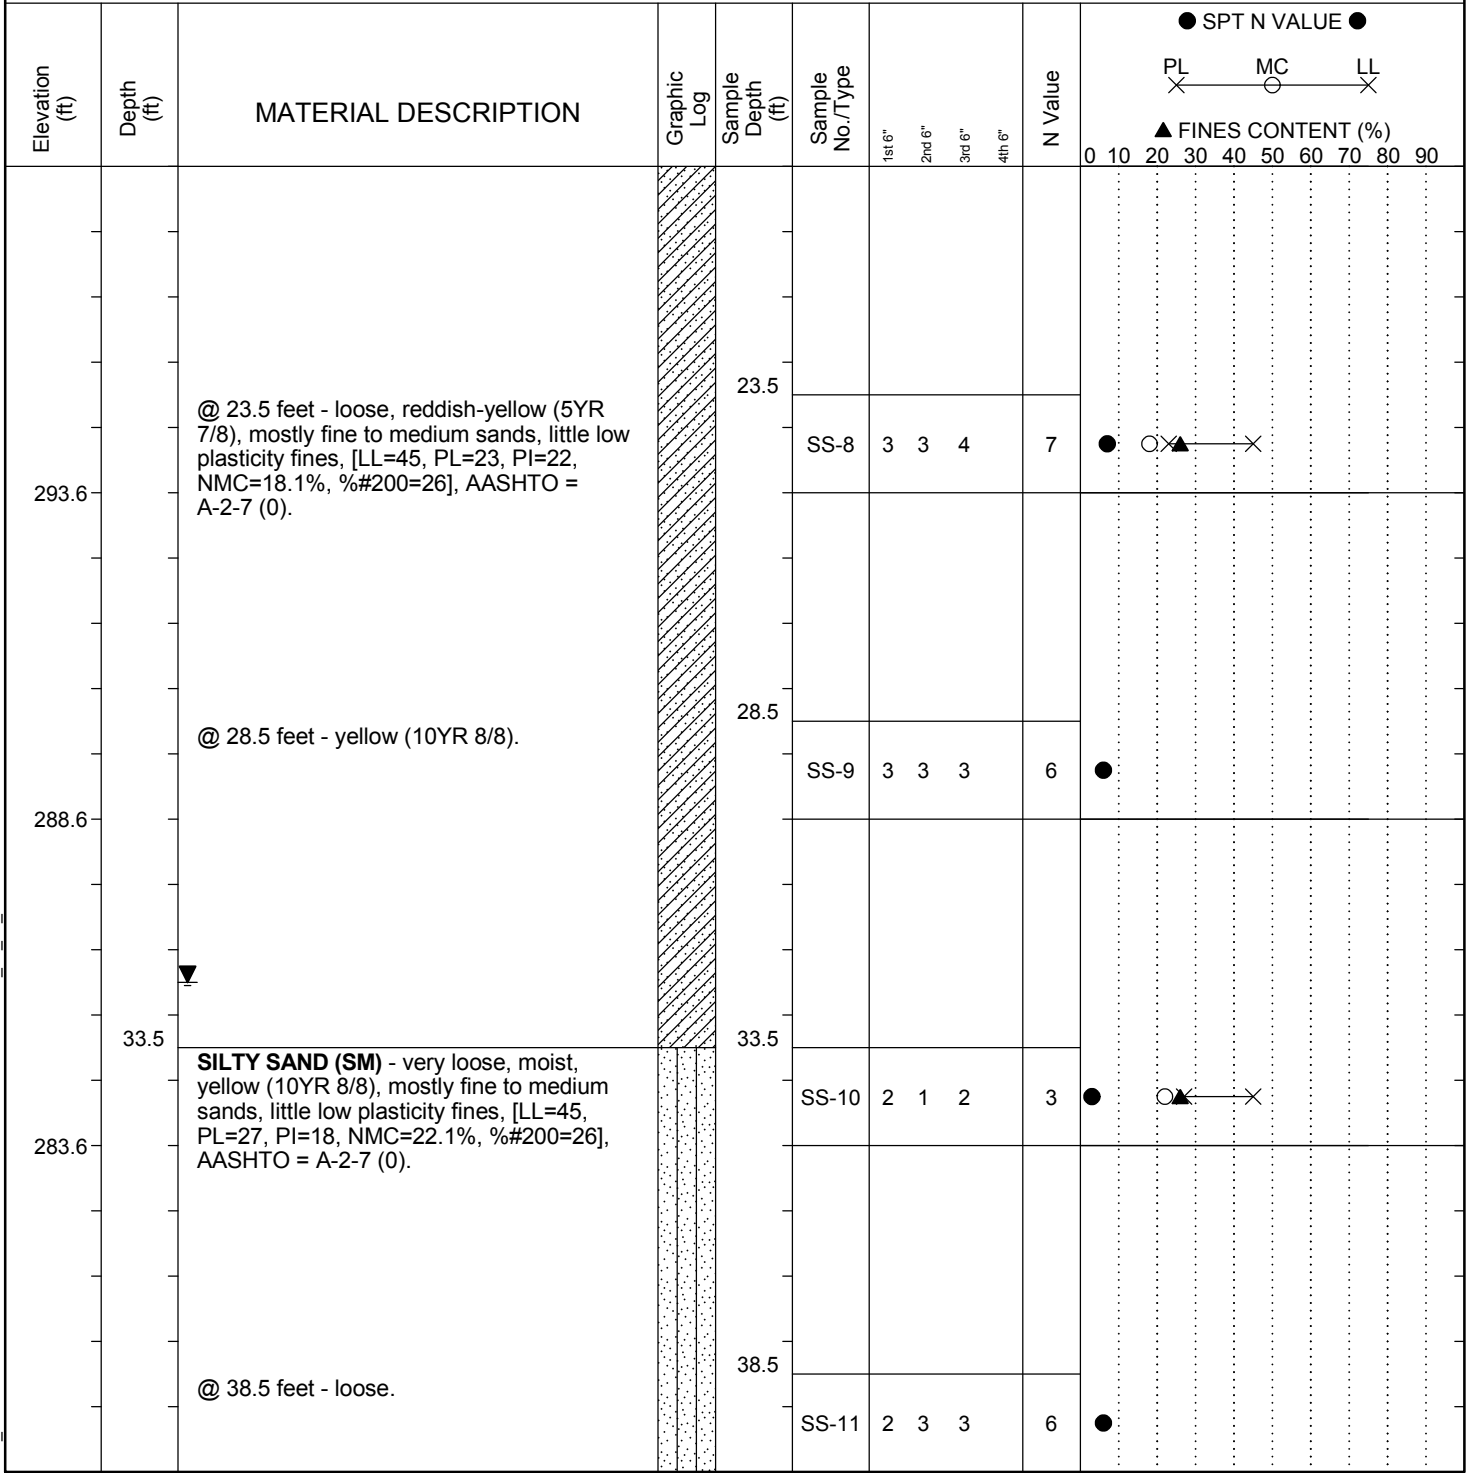 Elevation
(ft)
Depth
(ft)
MATERIAL DESCRIPTION
Graphic
Log
Sample
Depth
(ft)
Sample
No./Type
1st 6"
2nd 6"
3rd 6"
4th 6"
N Value
● SPT N VALUE ●
PL MC LL
▲ FINES CONTENT (%)
0 10 20 30 40 50 60 70 80 90
23.5
@ 23.5 feet - loose, reddish-yellow (5YR
7/8), mostly fine to medium sands, little low
plasticity fines, [LL=45, PL=23, PI=22,
NMC=18.1%, %#200=26], AASHTO =
A-2-7 (0).
SS-8 3 3 4 7
293.6
28.5
@ 28.5 feet - yellow (10YR 8/8).
SS-9 3 3 3 6
288.6
33.5
33.5
SILTY SAND (SM) - very loose, moist,
yellow (10YR 8/8), mostly fine to medium
sands, little low plasticity fines, [LL=45,
PL=27, PI=18, NMC=22.1%, %#200=26],
AASHTO = A-2-7 (0).
SS-10 2 1 2 3
283.6
38.5
@ 38.5 feet - loose.
SS-11 2 3 3 6